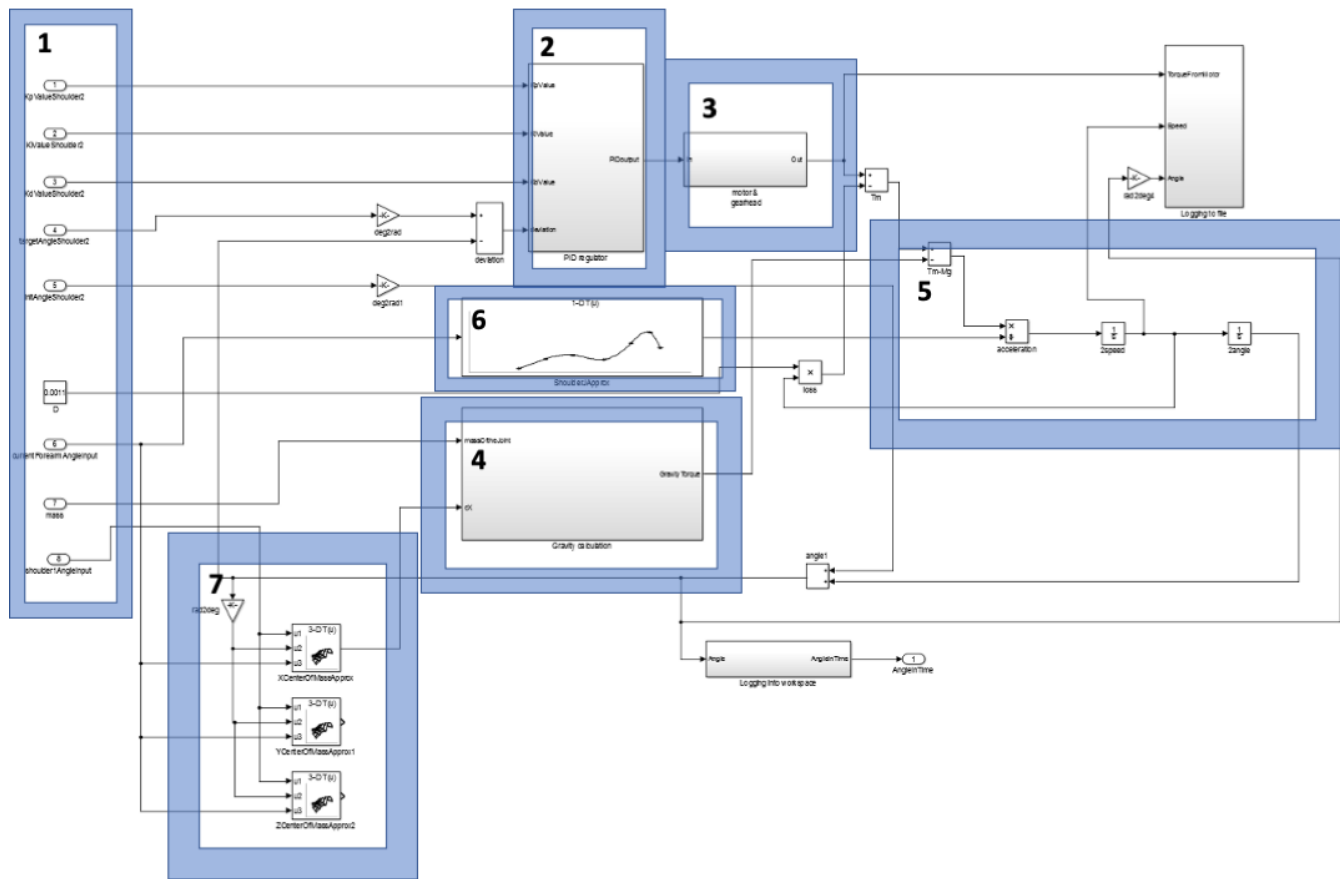 1
1
KpValueShoulder2
2
KiValueShoulder2
3
KdValueShoulder2
4
targetAngleShoulder2
5
initAngleShoulder2
0.0011
D
6
currentForearmAngleInput
7
mass
8
shoulder1AngleInput
-K-
deg2rad
-K-
deg2rad1
+
-
deviation
2
KpValue
KiValue
KdValue
deviation
PIDoutput
PID regulator
3
In
Out
motor &
gearhead
+
-
Tm
TorqueFromMotor
Speed
Angle
-K-
rad2deg4
Logging to file
5
+
-
Tm-Mg
×
÷
acceleration
1
s
2speed
1
s
2angle
6
1-D T(u)
ShoulderJApprox
×
loss
4
massOftheJoint
cX
Gravity Torque
Gravity calculation
angle1
+
+
7
-K-
rad2deg
3-D T(u)
u1
u2
u3
XCenterOfMassApprox
3-D T(u)
u1
u2
u3
YCenterOfMassApprox1
3-D T(u)
u1
u2
u3
ZCenterOfMassApprox2
Angle
AngleInTime
Logging into workspace
1
AngleInTime